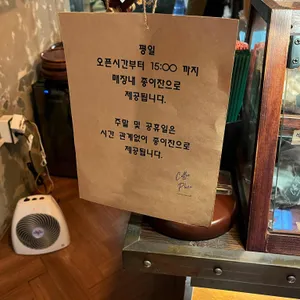 평일
오픈시간부터 15:00 까지
매장내 종이잔으로
제공됩니다.
주말 및 공휴일은
시간 관계없이 종이잔으로
제공됩니다.